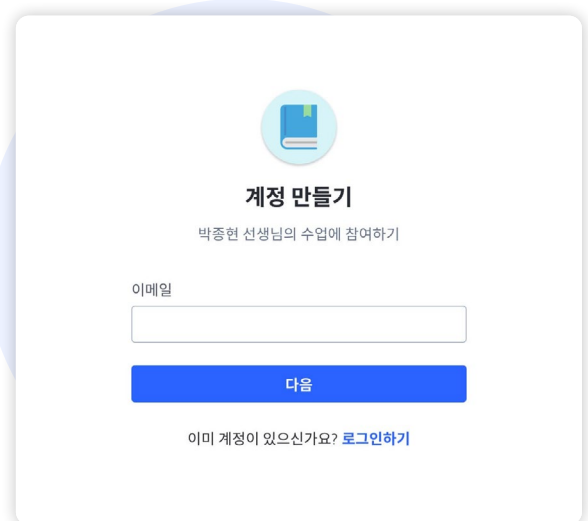 계정 만들기
박종현 선생님의 수업에 참여하기
이메일
다음
이미 계정이 있으신가요? 로그인하기